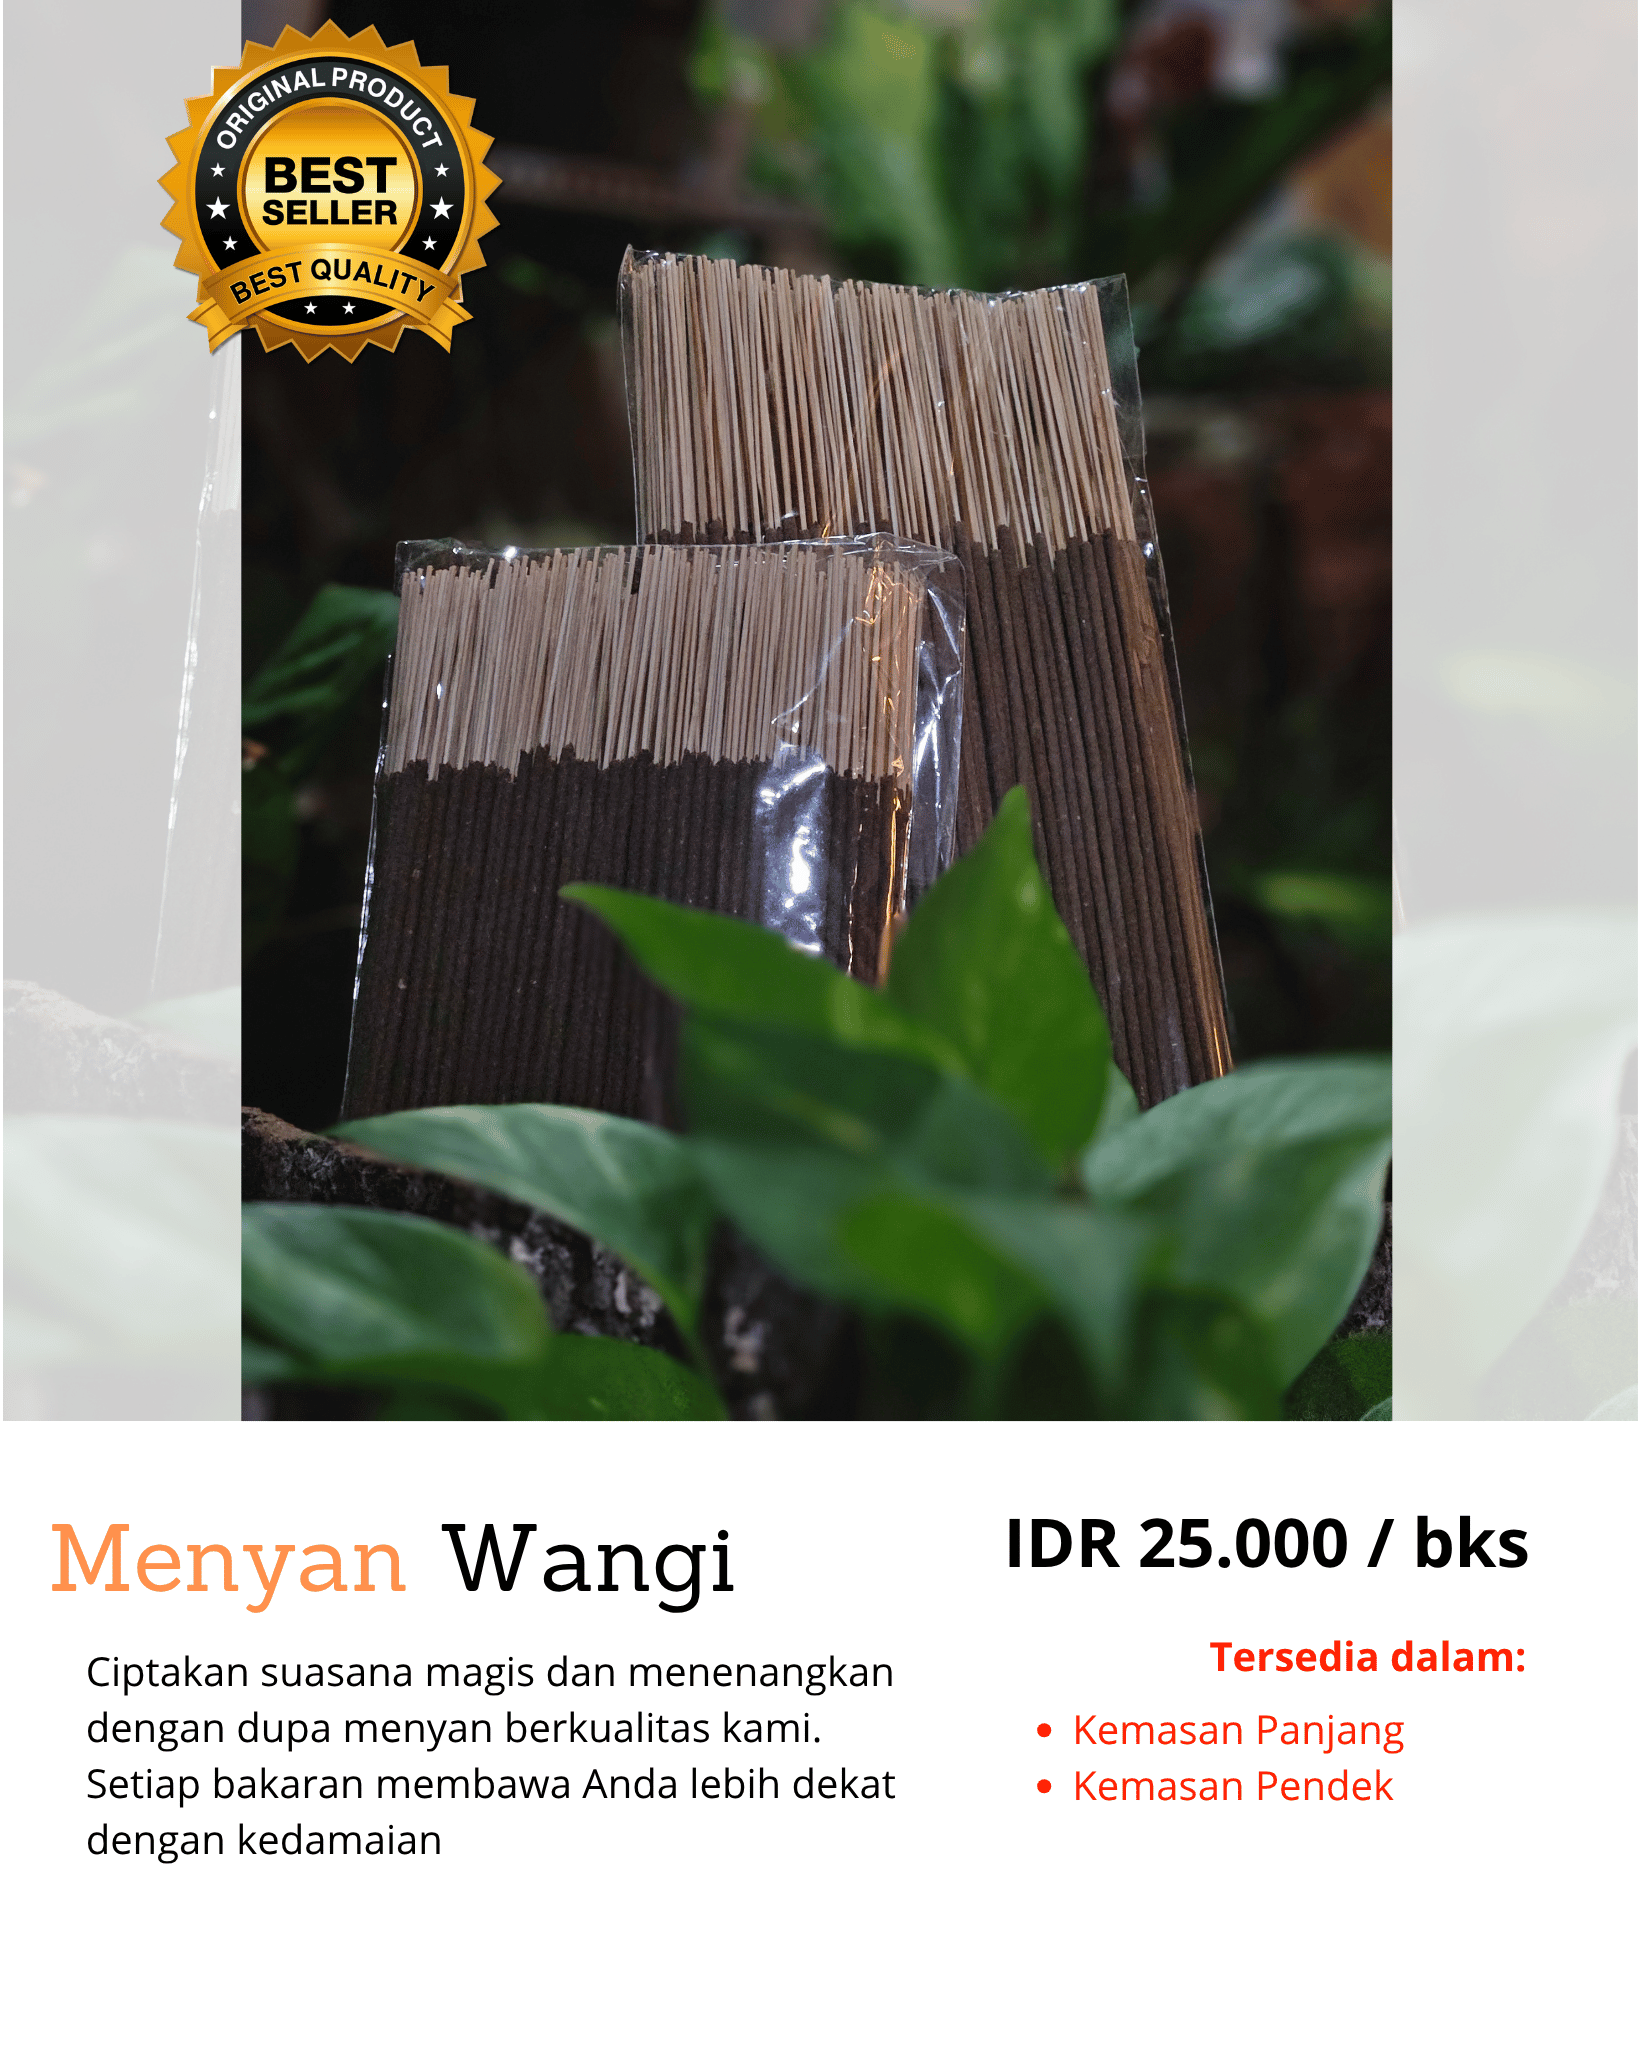 ORIGINAL PRODUCT
BEST
SELLER
BEST QUALITY
Menyan Wangi
Ciptakan suasana magis dan menenangkan
dengan dupa menyan berkualitas kami.
Setiap bakaran membawa Anda lebih dekat
dengan kedamaian
IDR 25.000 / bks
Tersedia dalam:
• Kemasan Panjang
• Kemasan Pendek